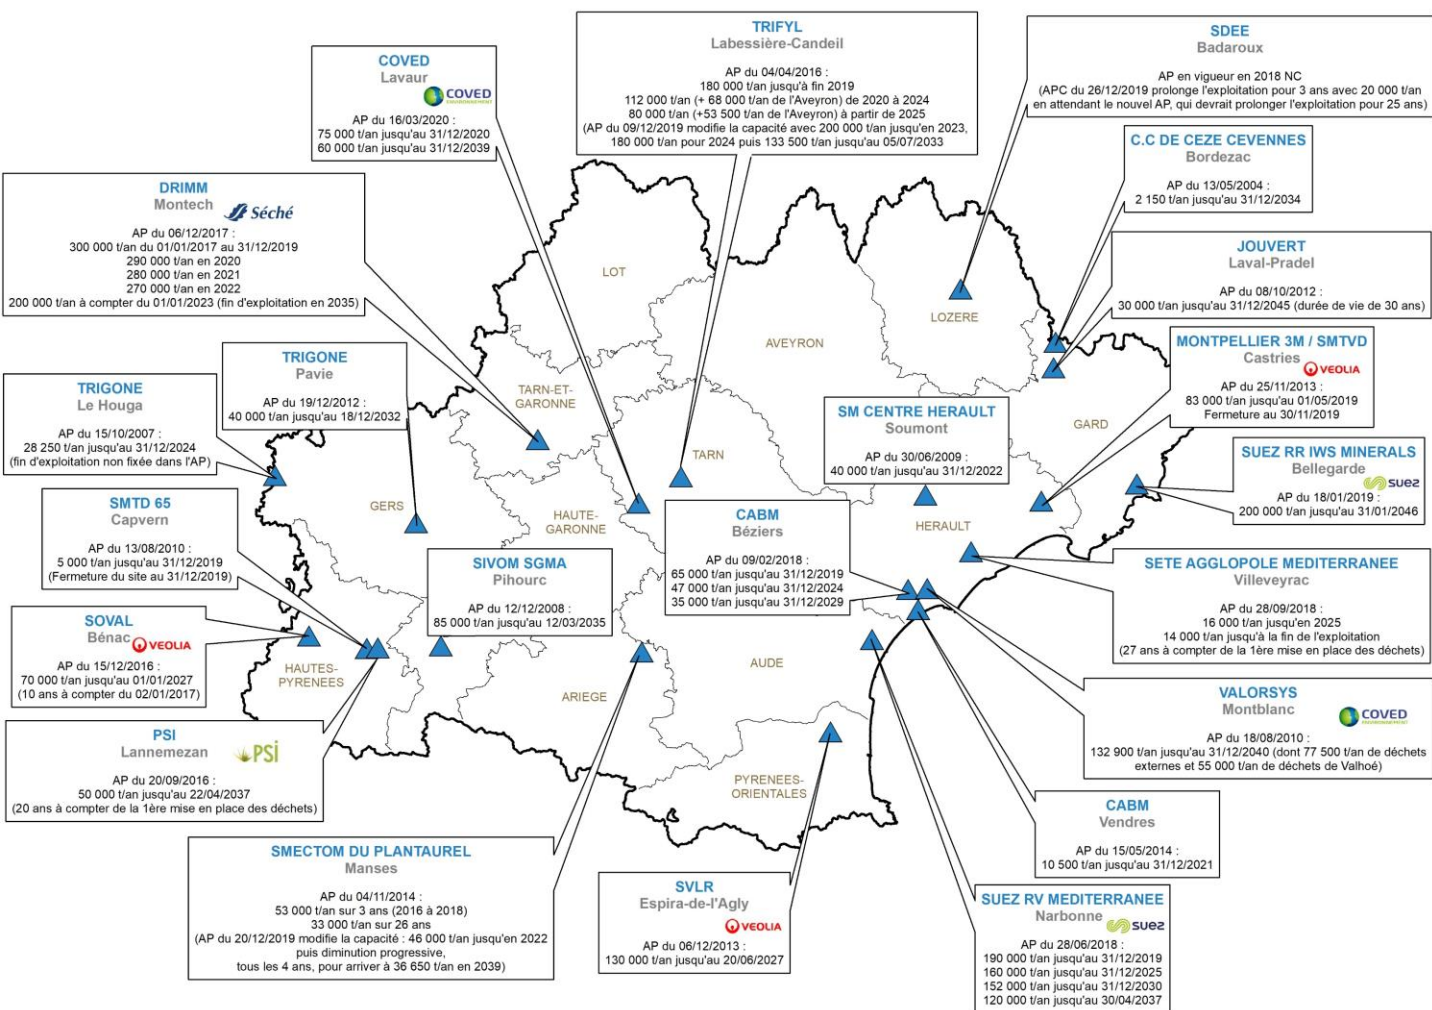 TRIFYL
Labessière-Candeil
AP du 04/04/2016 :
180 000 t/an jusqu'à fin 2019
112 000 t/an (+ 68 000 t/an de l'Aveyron) de 2020 à 2024
80 000 t/an (+53 500 t/an de l'Aveyron) à partir de 2025
(AP du 09/12/2019 modifie la capacité avec 200 000 t/an jusqu'en 2023,
180 000 t/an pour 2024 puis 133 500 t/an jusqu'au 05/07/2033
SDEE
Badaroux
AP en vigueur en 2018 NC
(APC du 26/12/2019 prolonge l'exploitation pour 3 ans avec 20 000 t/an
en attendant le nouvel AP, qui devrait prolonger l'exploitation pour 25 ans)
COVED
Lavaur
COVED
ENVIRONNEMENT
AP du 16/03/2020 :
75 000 t/an jusqu'au 31/12/2020
60 000 t/an jusqu'au 31/12/2039
C.C DE CEZE CEVENNES
Bordezac
AP du 13/05/2004 :
2 150 t/an jusqu'au 31/12/2034
DRIMM
Montech
Séché
AP du 06/12/2017 :
300 000 t/an du 01/01/2017 au 31/12/2019
290 000 t/an en 2020
280 000 t/an en 2021
270 000 t/an en 2022
200 000 t/an à compter du 01/01/2023 (fin d'exploitation en 2035)
JOUVERT
Laval-Pradel
AP du 08/10/2012 :
30 000 t/an jusqu'au 31/12/2045 (durée de vie de 30 ans)
MONTPELLIER 3M / SMTVD
Castries
VEOLIA
AP du 25/11/2013 :
83 000 t/an jusqu'au 01/05/2019
Fermeture au 30/11/2019
TRIGONE
Pavie
AP du 19/12/2012 :
40 000 t/an jusqu'au 18/12/2032
TRIGONE
Le Houga
AP du 15/10/2007 :
28 250 t/an jusqu'au 31/12/2024
(fin d'exploitation non fixée dans l'AP)
SM CENTRE HERAULT
Soumont
AP du 30/06/2009 :
40 000 t/an jusqu'au 31/12/2022
SUEZ RR IWS MINERALS
Bellegarde
suez
AP du 18/01/2019 :
200 000 t/an jusqu'au 31/01/2046
SMTD 65
Capvern
AP du 13/08/2010 :
5 000 t/an jusqu'au 31/12/2019
(Fermeture du site au 31/12/2019)
CABM
Béziers
AP du 09/02/2018 :
65 000 t/an jusqu'au 31/12/2019
47 000 t/an jusqu'au 31/12/2024
35 000 t/an jusqu'au 31/12/2029
SIVOM SGMA
Pihourc
AP du 12/12/2008 :
85 000 t/an jusqu'au 12/03/2035
SETE AGGLOPOLE MEDITERRANEE
Villeveyrac
AP du 28/09/2018 :
16 000 t/an jusqu'en 2025
14 000 t/an jusqu'à la fin de l'exploitation
(27 ans à compter de la 1ère mise en place des déchets)
SOVAL
Bénac
VEOLIA
AP du 15/12/2016 :
70 000 t/an jusqu'au 01/01/2027
(10 ans à compter du 02/01/2017)
VALORSYS
Montblanc
COVED
ENVIRONNEMENT
AP du 18/08/2010 :
132 900 t/an jusqu'au 31/12/2040 (dont 77 500 t/an de déchets
externes et 55 000 t/an de déchets de Valhoé)
PSI
Lannemezan
PSI
AP du 20/09/2016 :
50 000 t/an jusqu'au 22/04/2037
(20 ans à compter de la 1ère mise en place des déchets)
CABM
Vendres
AP du 15/05/2014 :
10 500 t/an jusqu'au 31/12/2021
SMECTOM DU PLANTAUREL
Manses
AP du 04/11/2014 :
53 000 t/an sur 3 ans (2016 à 2018)
33 000 t/an sur 26 ans
(AP du 20/12/2019 modifie la capacité : 46 000 t/an jusqu'en 2022
puis diminution progressive,
tous les 4 ans, pour arriver à 36 650 t/an en 2039)
SVLR
Espira-de-l'Agly
VEOLIA
AP du 06/12/2013 :
130 000 t/an jusqu'au 20/06/2027
SUEZ RV MEDITERRANEE
Narbonne
suez
AP du 28/06/2018 :
190 000 t/an jusqu'au 31/12/2019
160 000 t/an jusqu'au 31/12/2025
152 000 t/an jusqu'au 31/12/2030
120 000 t/an jusqu'au 30/04/2037
LOT
LOZERE
AVEYRON
TARN-ET-
GARONNE
GARD
TARN
GERS
HAUTE-
GARONNE
HERAULT
HAUTES-
PYRENEES
ARIEGE
AUDE
PYRENEES-
ORIENTALES